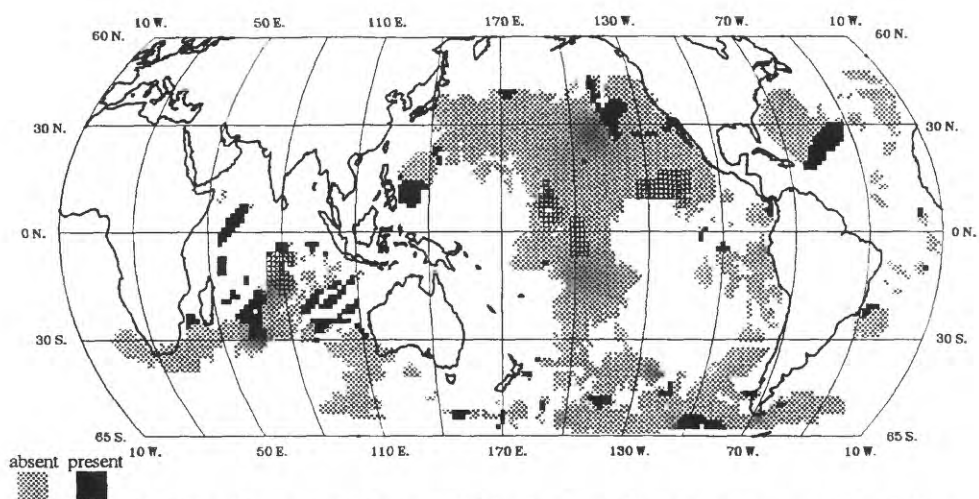 10 W. 50 E. 110 E. 170 E. 130 W. 70 W. 10 W.
60 N. 60 N.
30 N. 30 N.
0 N. 0 N.
30 S. 30 S.
65 S. 65 S.
10 W. 50 E. 110 E. 170 E. 130 W. 70 W. 10 W.
absent present